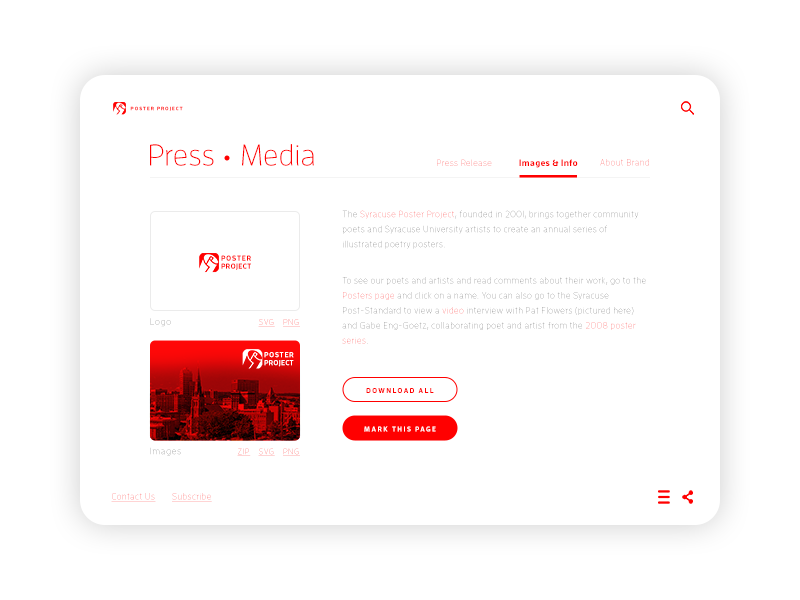 POSTER PROJECT
Press • Media
Press Release
Images & Info
About Brand
POSTER
PROJECT
Logo
SVG PNG
POSTER
PROJECT
Images
ZIP SVG PNG
The Syracuse Poster Project, founded in 2001, brings together community
poets and Syracuse University artists to create an annual series of
illustrated poetry posters.
To see our poets and artists and read comments about their work, go to the
Posters page and click on a name. You can also go to the Syracuse
Post-Standard to view a video interview with Pat Flowers (pictured here)
and Gabe Eng-Goetz, collaborating poet and artist from the 2008 poster
series.
DOWNLOAD ALL
MARK THIS PAGE
Contact Us
Subscribe